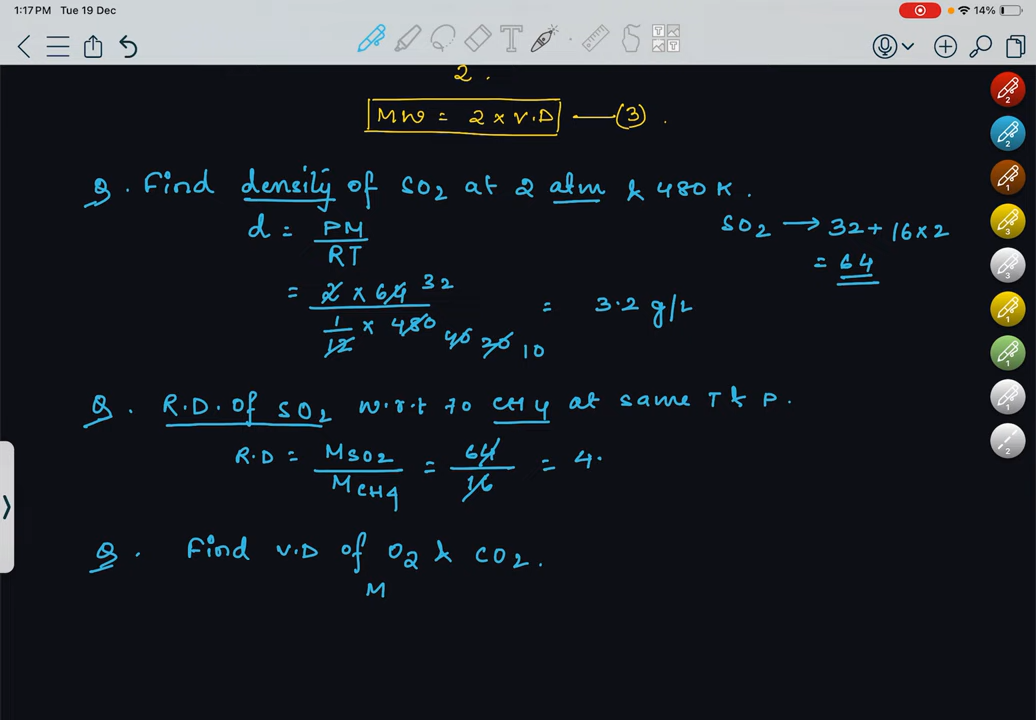 1:17 PM Tue 19 Dec
14%
2.
MW = 2 × V.D —(3).
Q. Find density of SO2 at 2 atm & 480 K.
d = PM/RT
SO2 → 32 + 16×2
= 64
= 2 × 64 32 / 1/12 × 480 40 20 10 = 3.2 g/L
Q. R.D. of SO2 w.r.t to CH4 at same T & P.
R.D = MSO2/MCH4 = 64/16 = 4.
Q. Find V.D of O2 & CO2.
M